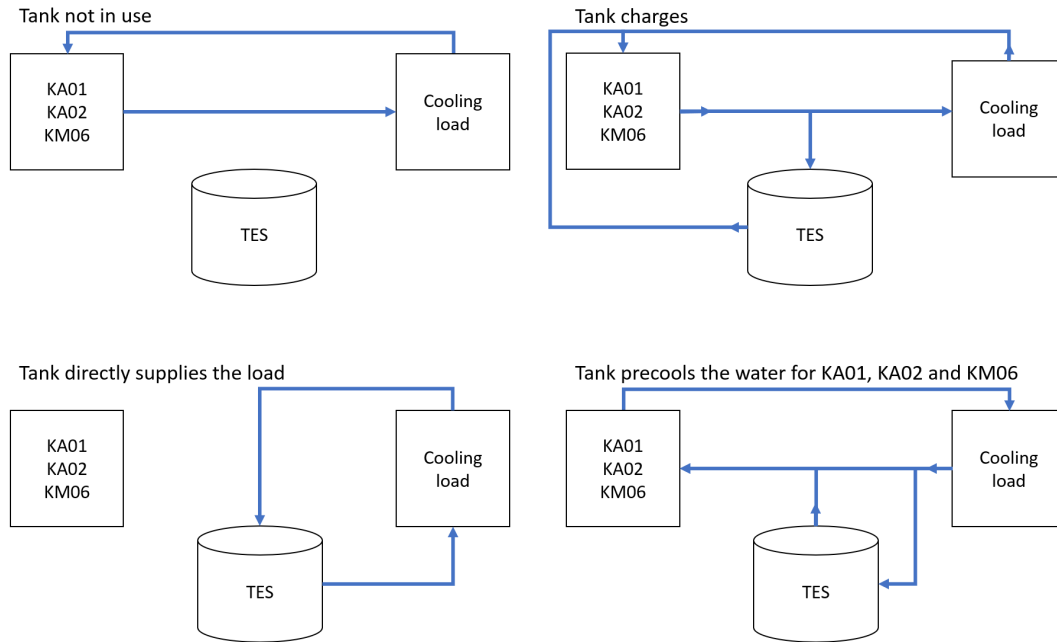 Tank not in use
KA01
KA02
KM06
Cooling
load
TES
Tank charges
KA01
KA02
KM06
Cooling
load
TES
Tank directly supplies the load
KA01
KA02
KM06
Cooling
load
TES
Tank precools the water for KA01, KA02 and KM06
KA01
KA02
KM06
Cooling
load
TES